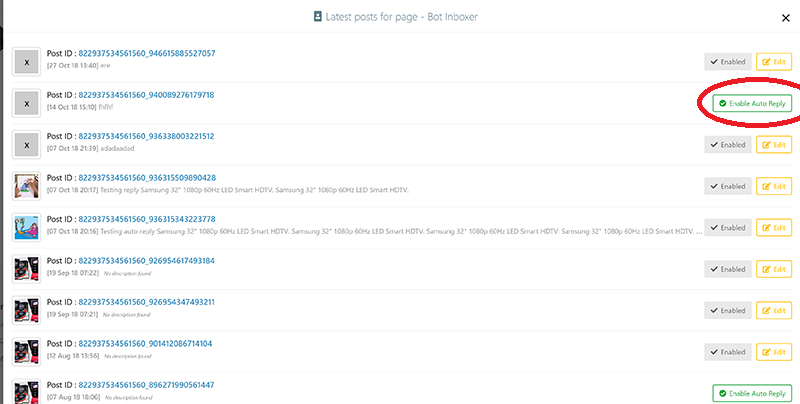 Latest posts for page - Bot Inboxer
×
X
Post ID : 822937534561560_946615885527057
[27 Oct 18 13:40] ere
Enabled
Edit
X
Post ID : 822937534561560_940089276179718
[14 Oct 18 15:10] fhfhf
Enable Auto Reply
X
Post ID : 822937534561560_936338003221512
[07 Oct 18 21:39] adadaadad
Enabled
Edit
Post ID : 822937534561560_936315509890428
[07 Oct 18 20:17] Testing reply Samsung 32" 1080p 60Hz LED Smart HDTV. Samsung 32" 1080p 60Hz LED Smart HDTV.
Enabled
Edit
Post ID : 822937534561560_936315343223778
[07 Oct 18 20:16] Testing auto reply Samsung 32" 1080p 60Hz LED Smart HDTV. Samsung 32" 1080p 60Hz LED Smart HDTV. Samsung 32" 1080p 60Hz LED Smart HDTV. Samsung 32" 1080p 60Hz LED Smart HDTV. ...
Enabled
Edit
Post ID : 822937534561560_926954617493184
[19 Sep 18 07:22] No description found
Enabled
Edit
Post ID : 822937534561560_926954347493211
[19 Sep 18 07:21] No description found
Enabled
Edit
Post ID : 822937534561560_901412086714104
[12 Aug 18 13:56] No description found
Enabled
Edit
Post ID : 822937534561560_896271990561447
[07 Aug 18 18:06] No description found
Enable Auto Reply